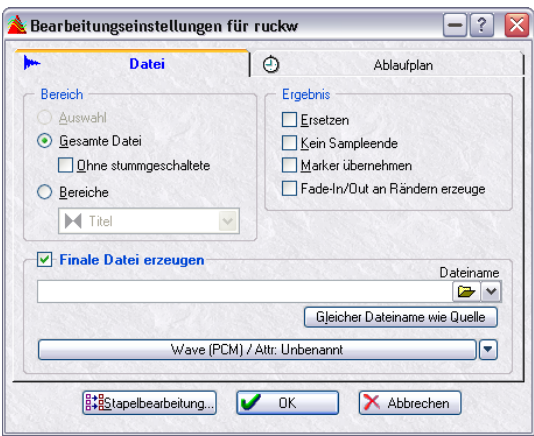 Bearbeitungseinstellungen für ruckw
Datei
Ablaufplan
Bereich
Auswahl
Gesamte Datei
Ohne stummgeschaltete
Bereiche
Titel
Ergebnis
Ersetzen
Kein Sampleende
Marker übernehmen
Fade-In/Out an Rändern erzeuge
Finale Datei erzeugen
Dateiname
Gleicher Dateiname wie Quelle
Wave (PCM) / Attr: Unbenannt
Stapelbearbeitung...
OK
Abbrechen